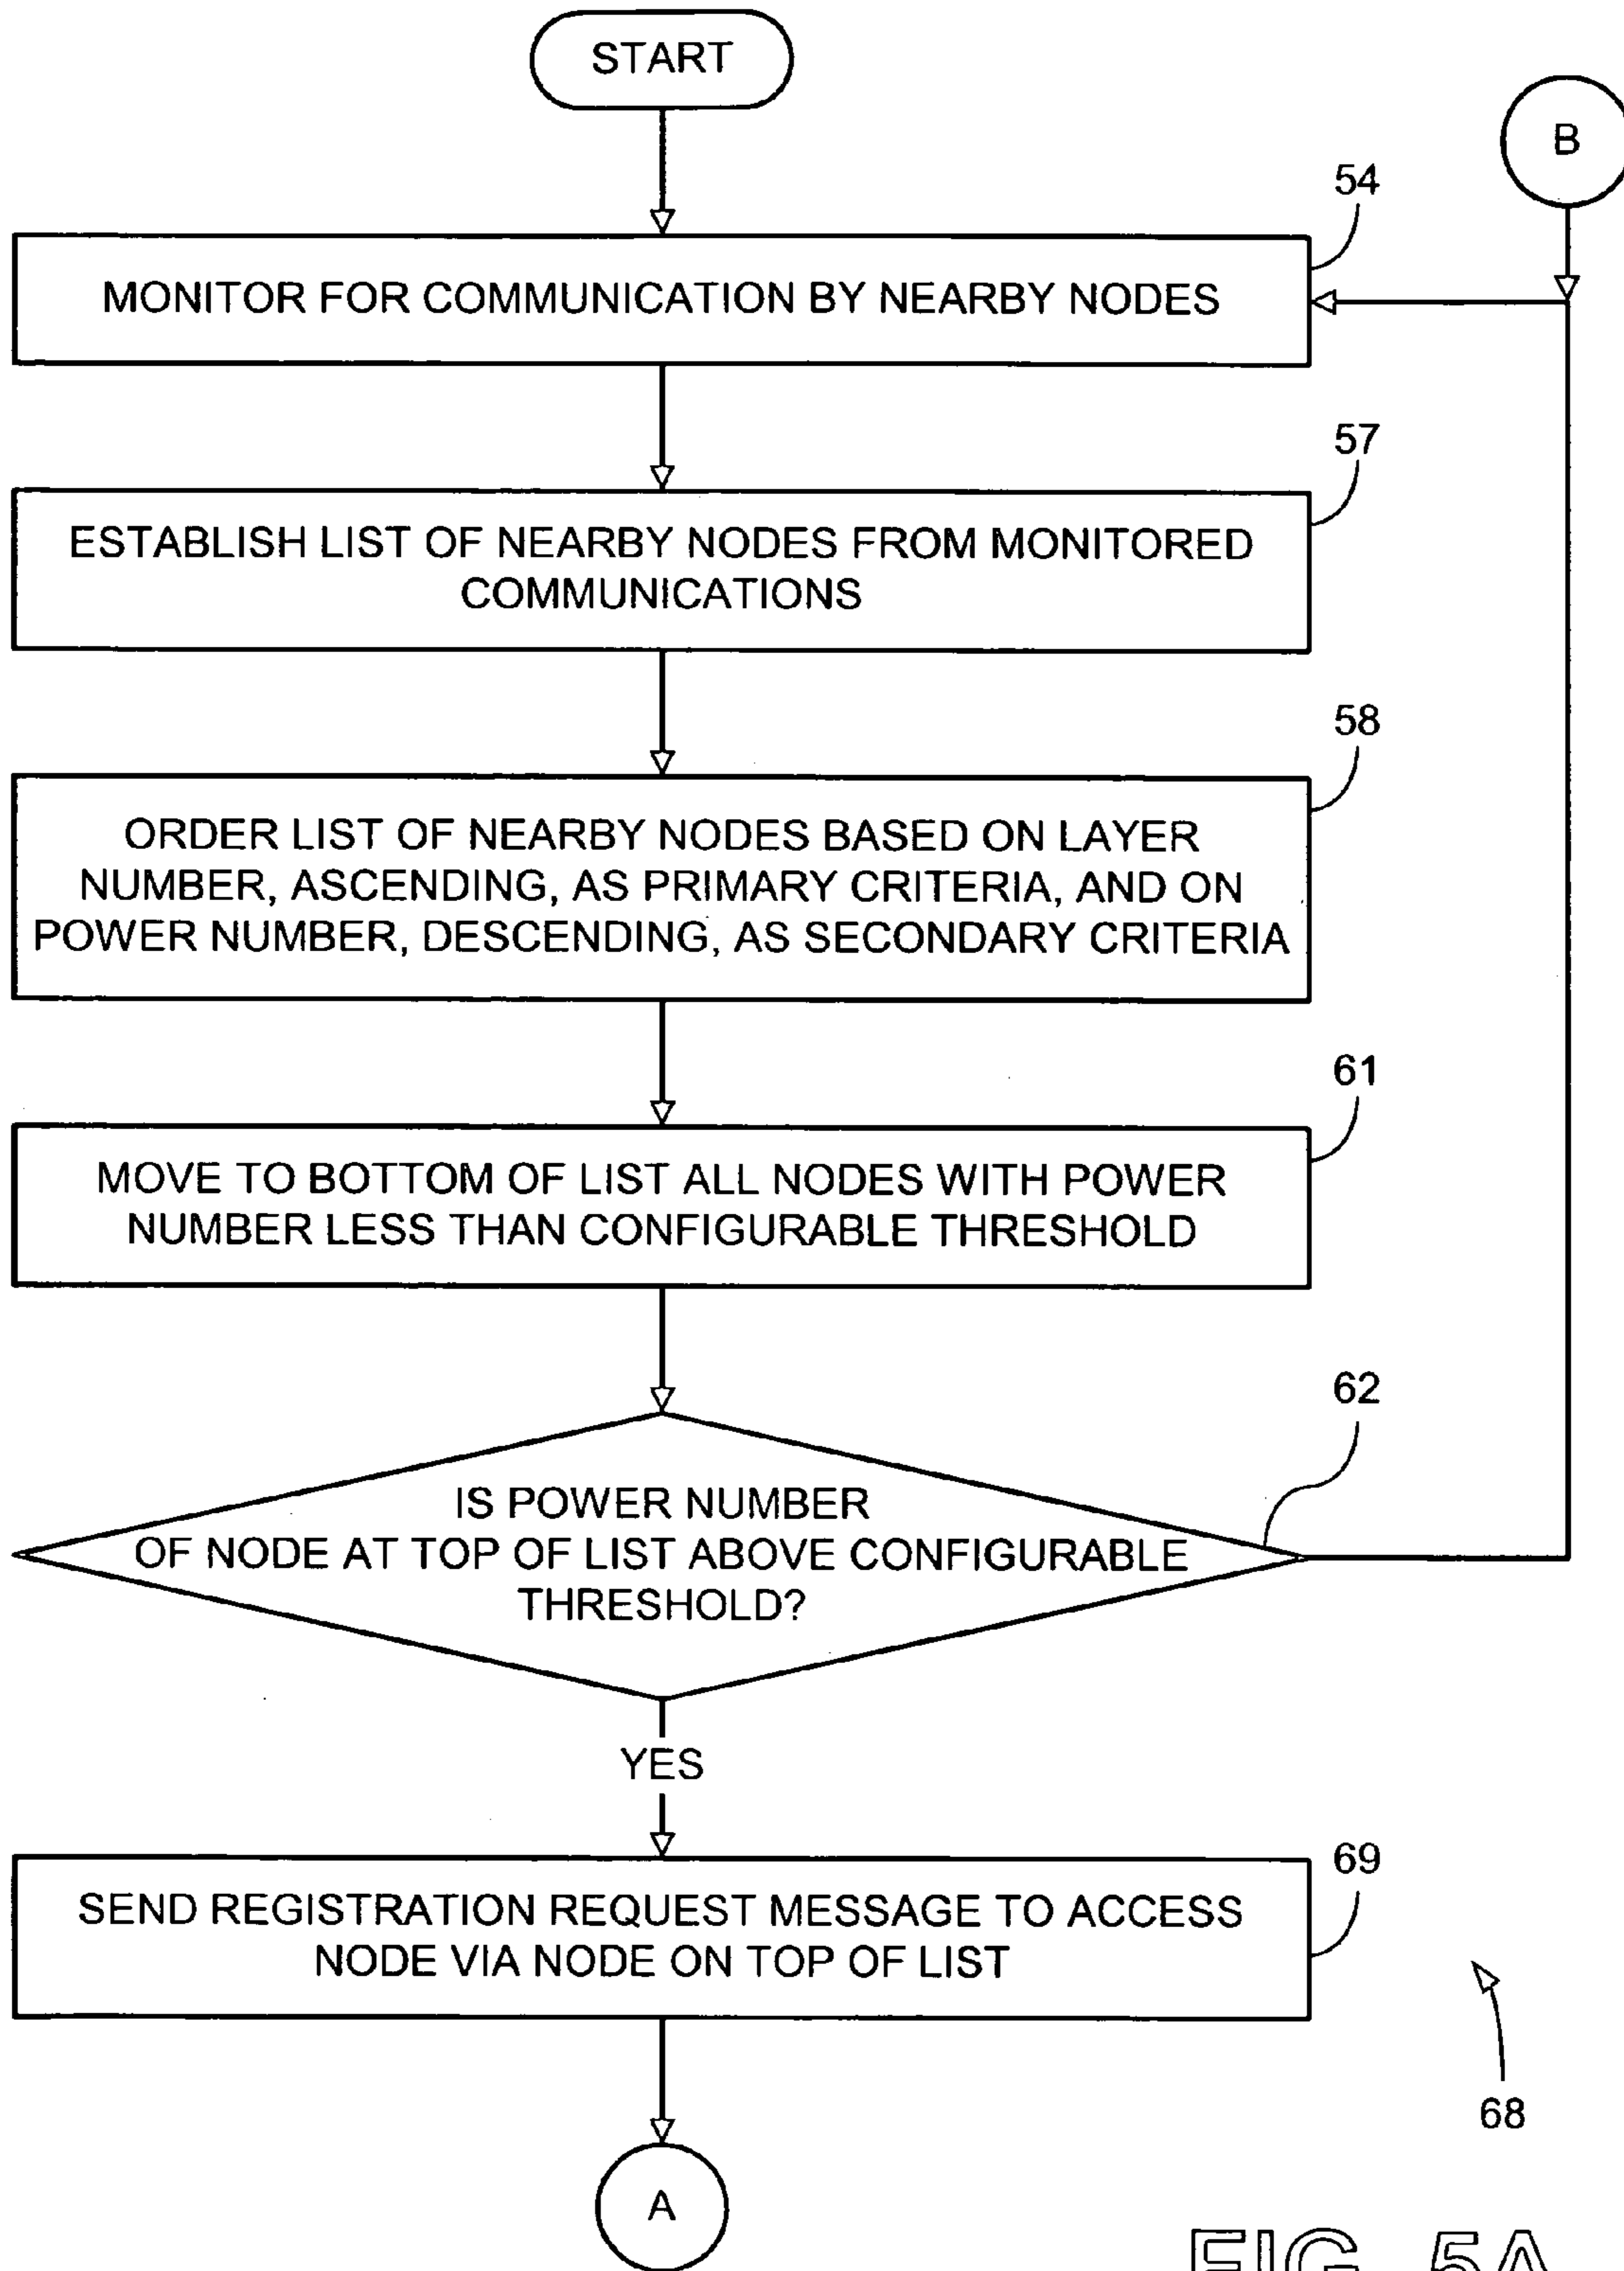 START
B
54
MONITOR FOR COMMUNICATION BY NEARBY NODES
57
ESTABLISH LIST OF NEARBY NODES FROM MONITORED
COMMUNICATIONS
58
ORDER LIST OF NEARBY NODES BASED ON LAYER
NUMBER, ASCENDING, AS PRIMARY CRITERIA, AND ON
POWER NUMBER, DESCENDING, AS SECONDARY CRITERIA
61
MOVE TO BOTTOM OF LIST ALL NODES WITH POWER
NUMBER LESS THAN CONFIGURABLE THRESHOLD
62
IS POWER NUMBER
OF NODE AT TOP OF LIST ABOVE CONFIGURABLE
THRESHOLD?
YES
69
SEND REGISTRATION REQUEST MESSAGE TO ACCESS
NODE VIA NODE ON TOP OF LIST
68
A
FIG. 5A